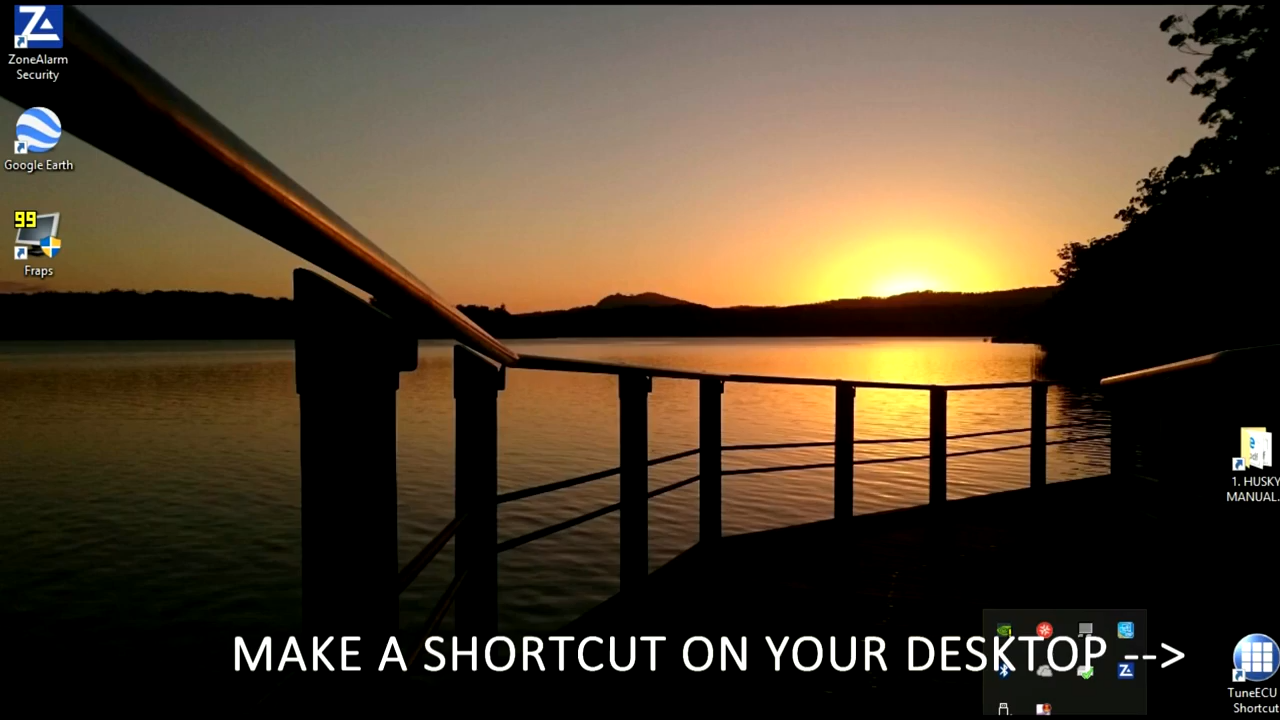 ZoneAlarm
Security
Google Earth
99
Fraps
1. HUSKY
MANUAL...
MAKE A SHORTCUT ON YOUR DESKTOP -->
TuneECU
Shortcut